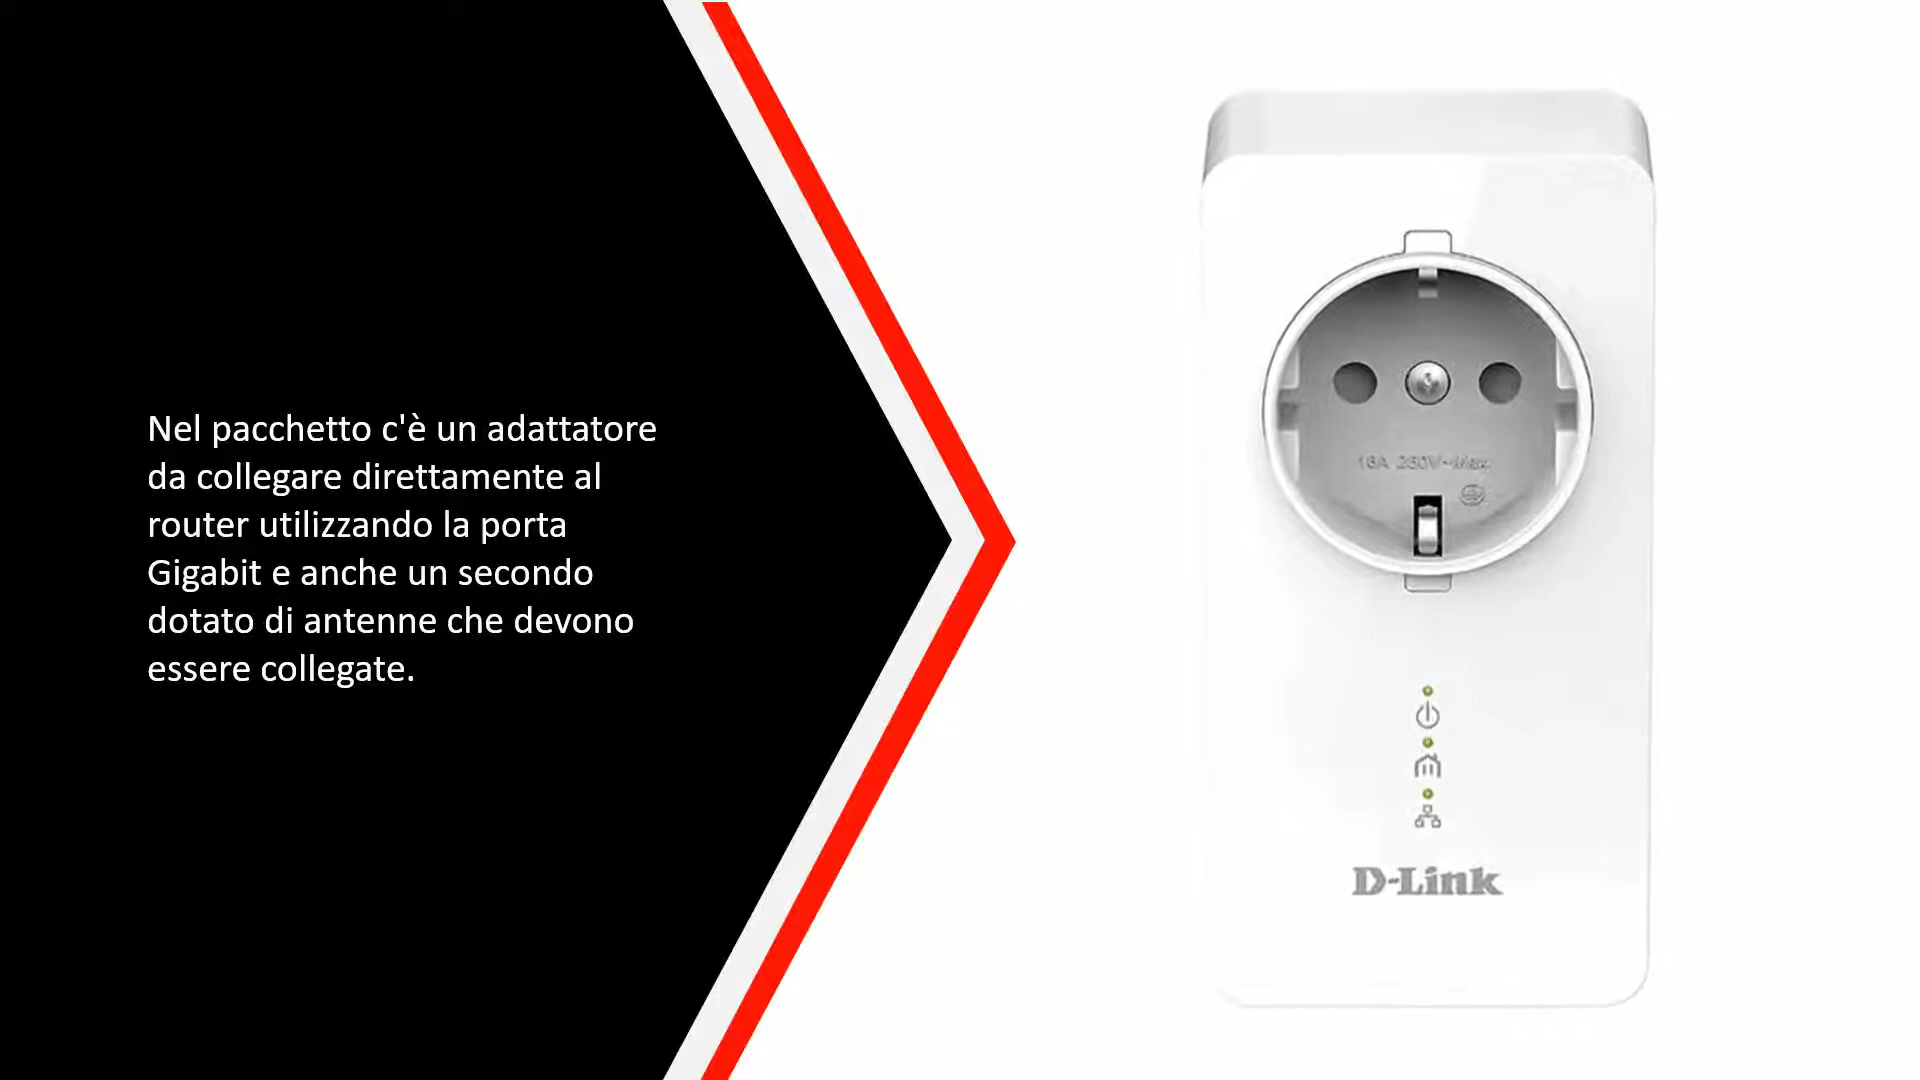 Nel pacchetto c'è un adattatore
da collegare direttamente al
router utilizzando la porta
Gigabit e anche un secondo
dotato di antenne che devono
essere collegate.
16A 250V~Max.
D-Link